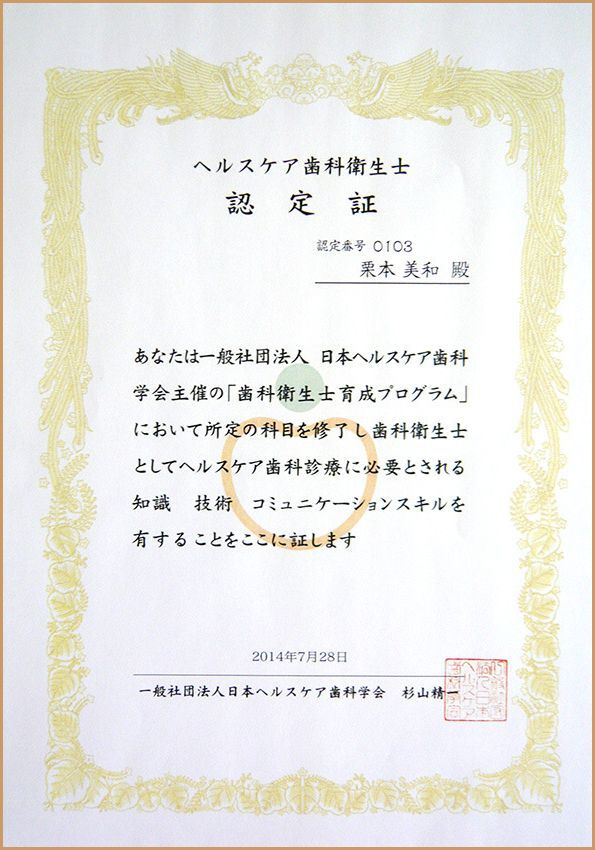 ヘルスケア歯科衛生士
認定証
認定番号 0103
栗本 美和 殿
あなたは一般社団法人 日本ヘルスケア歯科
学会主催の「歯科衛生士育成プログラム」
において所定の科目を修了し歯科衛生士
としてヘルスケア歯科診療に必要とされる
知識 技術 コミュニケーションスキルを
有する ことをここに証します
2014年7月28日
一般社団法人日本ヘルスケア歯科学会 杉山精一